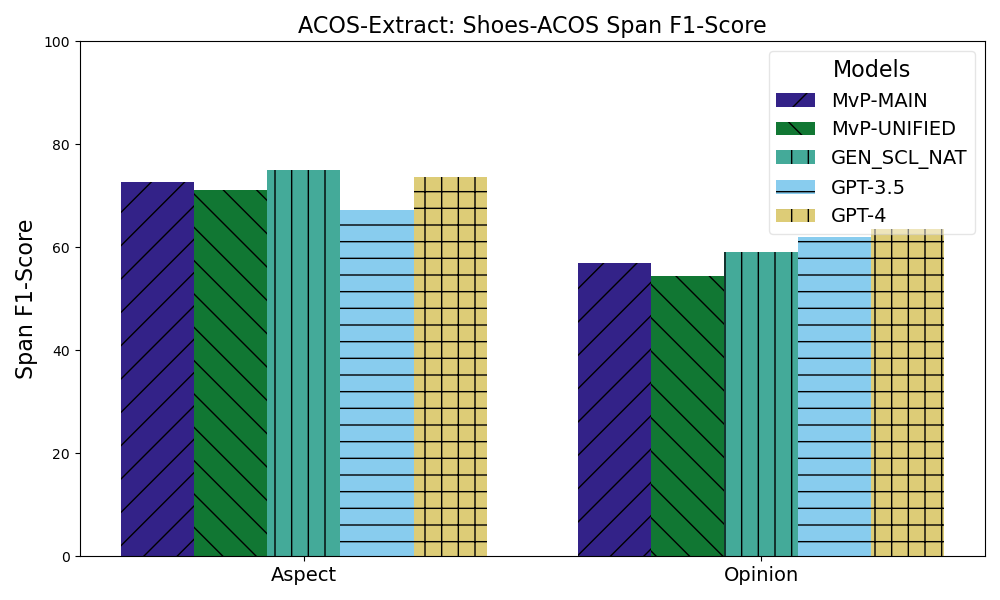 ACOS-Extract: Shoes-ACOS Span F1-Score
Span F1-Score
100
80
60
40
20
0
Aspect
Opinion
Models
MvP-MAIN
MvP-UNIFIED
GEN_SCL_NAT
GPT-3.5
GPT-4